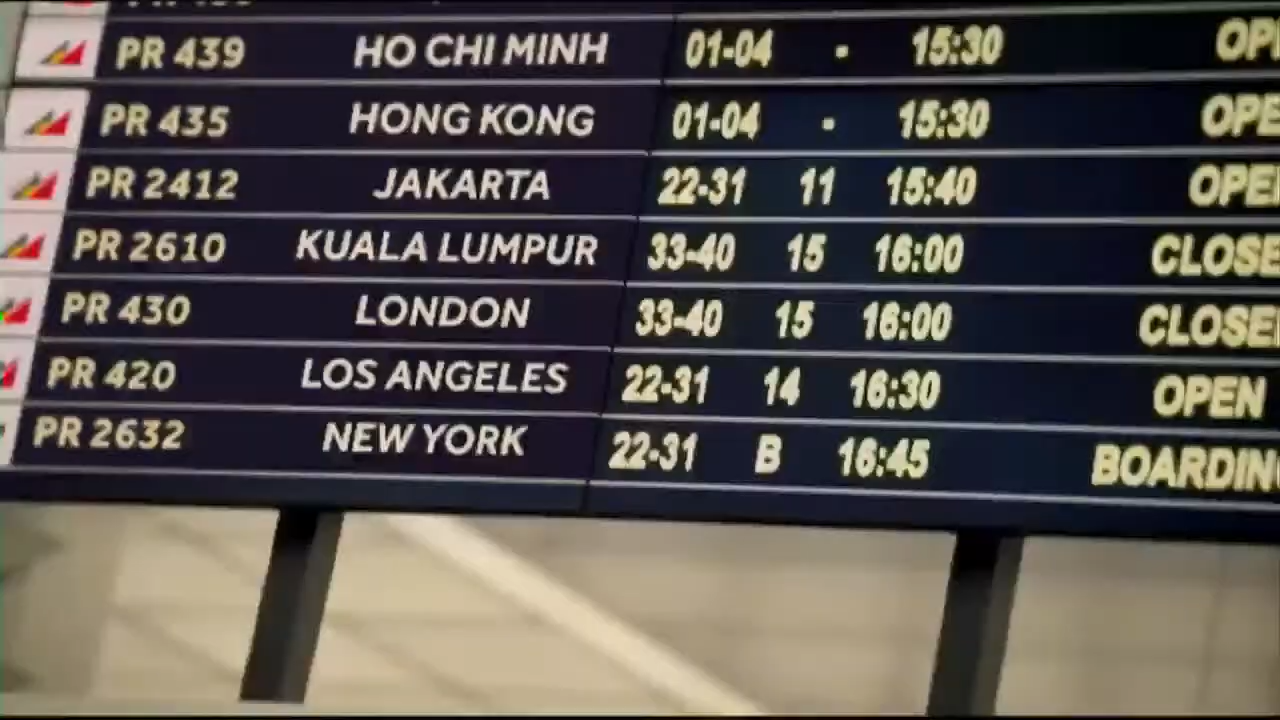 PR 439 HO CHI MINH 01-04 - 15:30
PR 435 HONG KONG 01-04 - 15:30
PR 2412 JAKARTA 22-31 11 15:40
PR 2610 KUALA LUMPUR 33-40 15 16:00
PR 430 LONDON 33-40 15 16:00
PR 420 LOS ANGELES 22-31 14 16:30 OPEN
PR 2632 NEW YORK 22-31 B 16:45 BOARDING